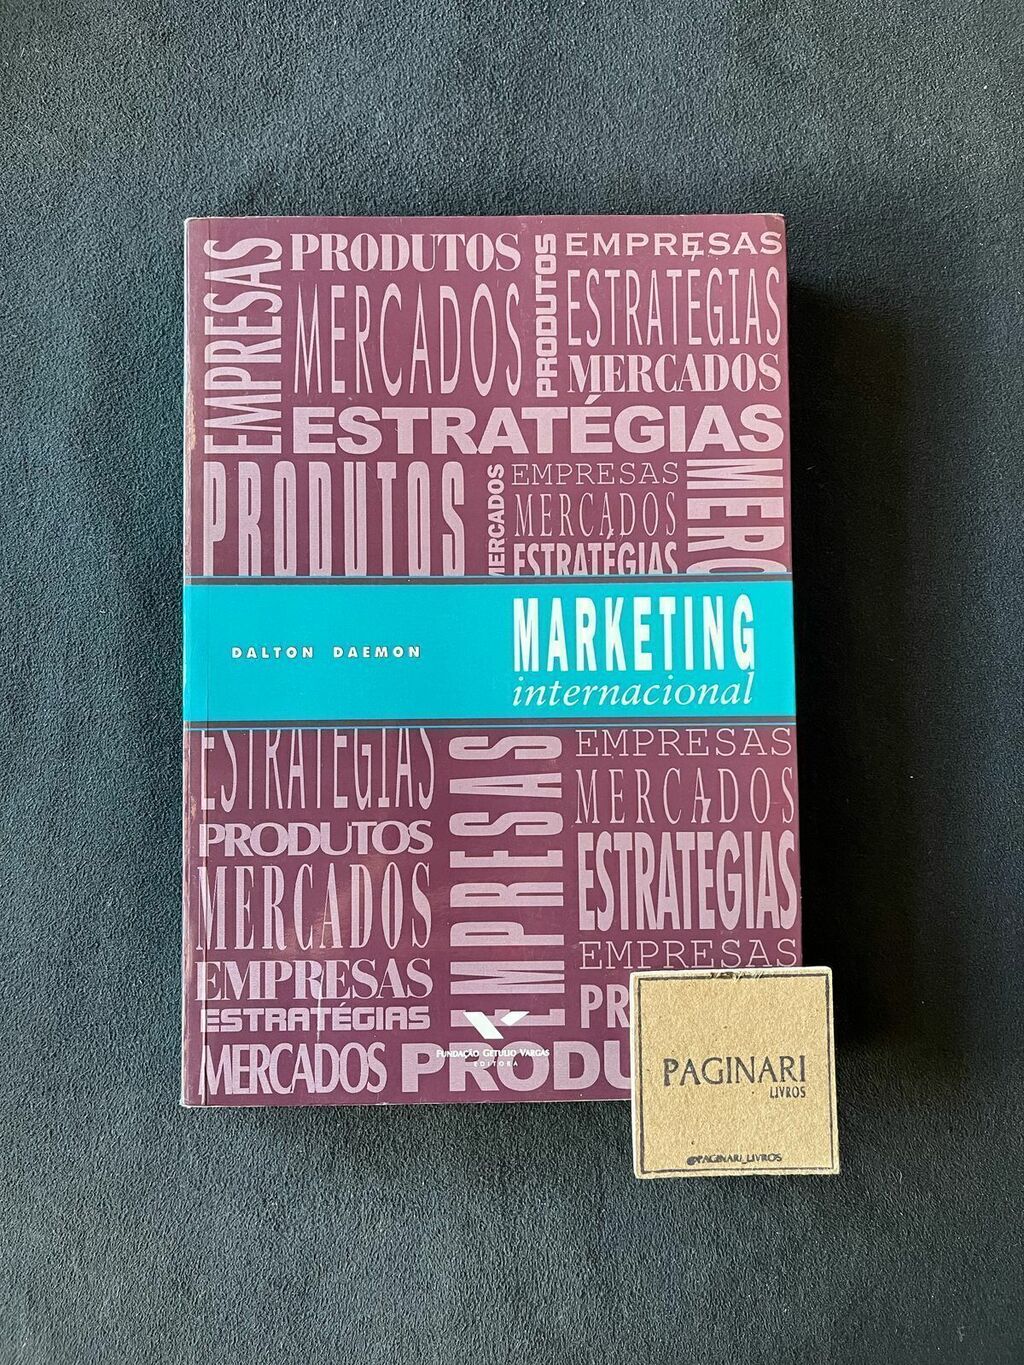 EMPRESAS
PRODUTOS
MERCADOS
PRODUTOS
EMPRESAS
ESTRATÉGIAS
MERCADOS
ESTRATÉGIAS
PRODUTOS
MERCADOS
EMPRESAS
MERCADOS
ESTRATÉGIAS
MERC
DALTON DAEMON
MARKETING
internacional
ESTRATÉGIAS
PRODUTOS
MERCADOS
EMPRESAS
ESTRATÉGIAS
MERCADOS
EMPRESAS
EMPRESAS
MERCADOS
ESTRATÉGIAS
EMPRESAS
PR
PRODU
FUNDAÇÃO GETULIO VARGAS
EDITORA
PAGINARI
LIVROS
@PAGINARI_LIVROS